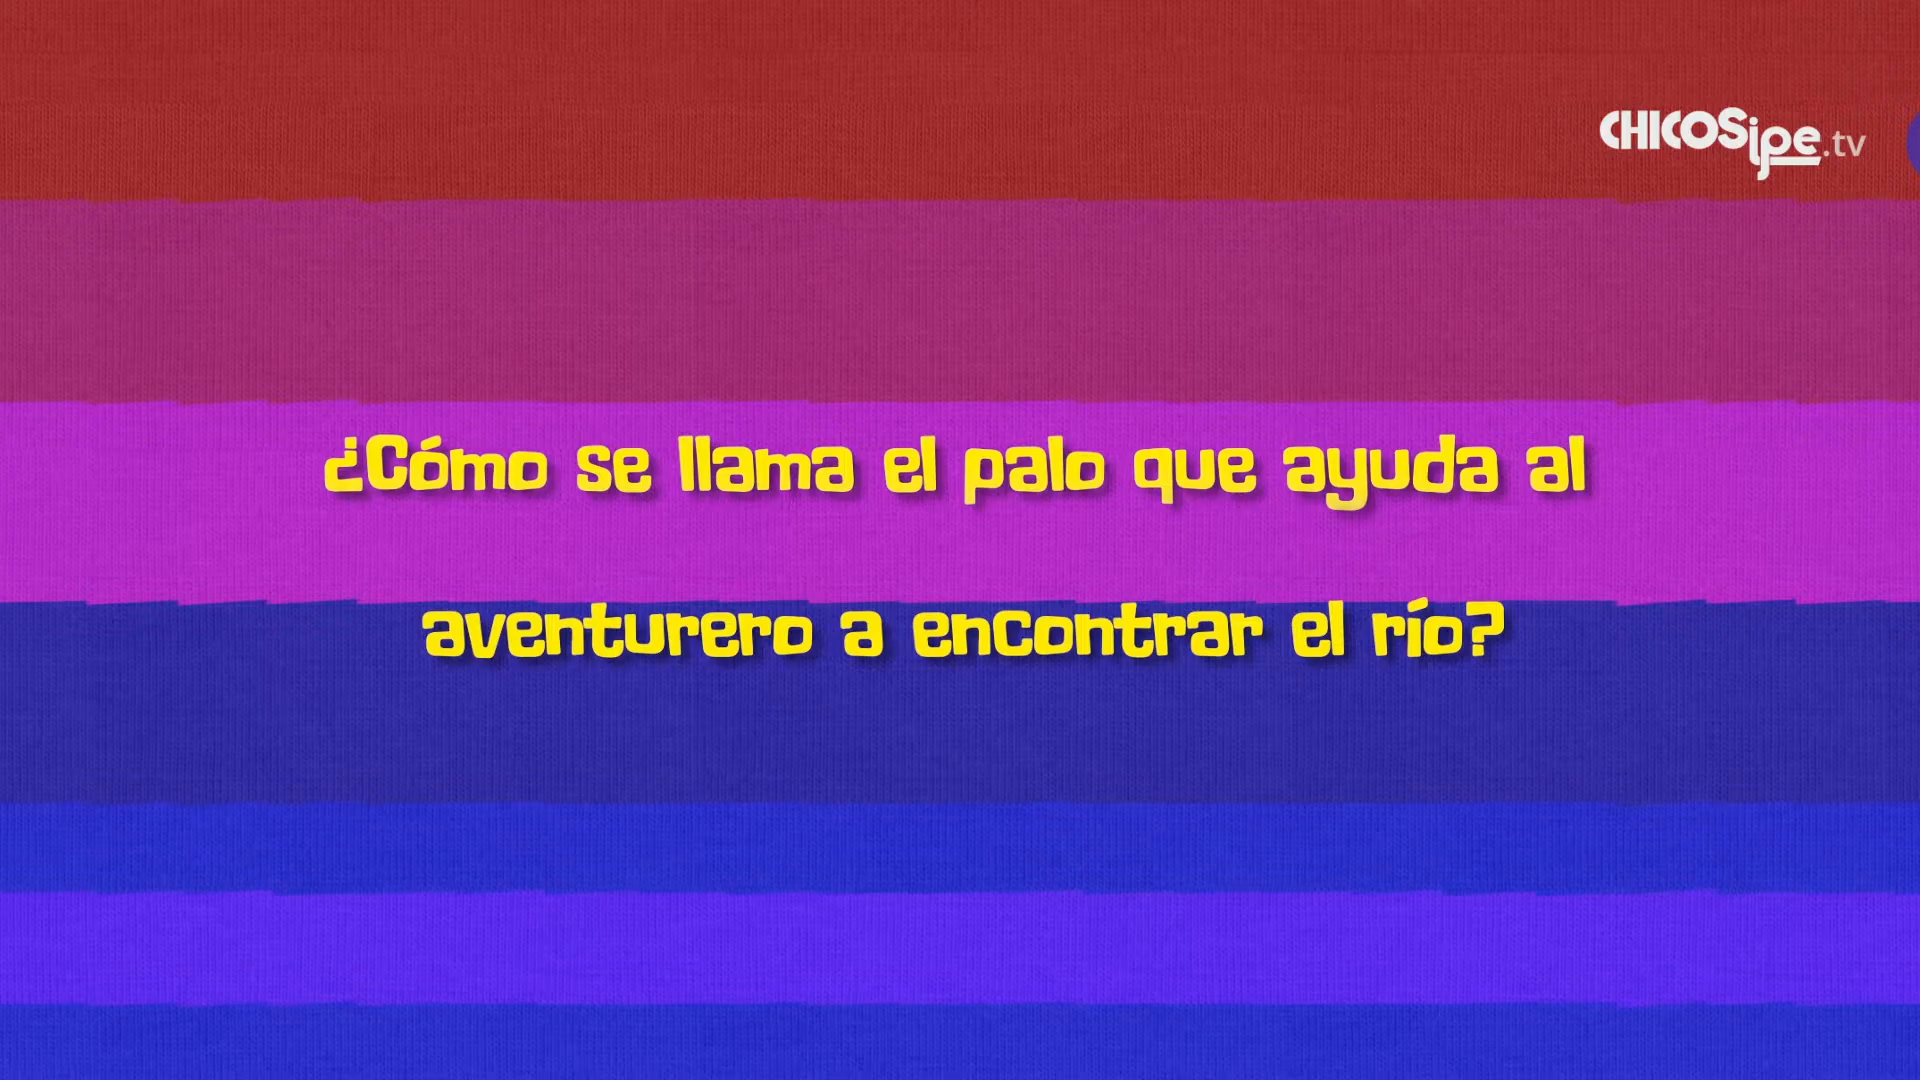 CHICOSipe.tv
¿Cómo se llama el palo que ayuda al
aventurero a encontrar el río?